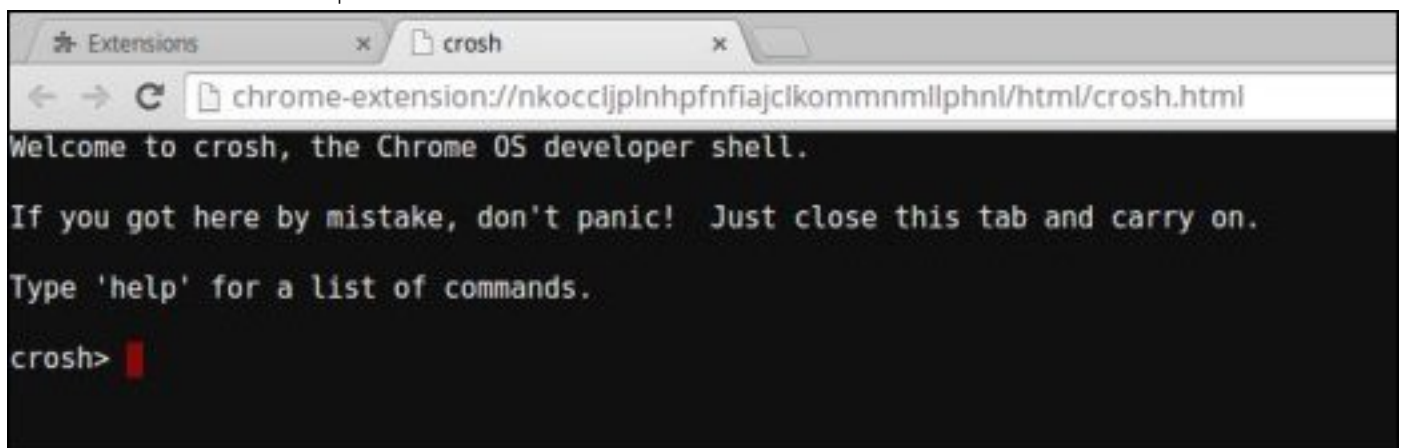 Extensions
crosh
chrome-extension://nkoccljplnhpfnfiajclkommnmllphnl/html/crosh.html
Welcome to crosh, the Chrome OS developer shell.
If you got here by mistake, don't panic!  Just close this tab and carry on.
Type 'help' for a list of commands.
crosh>